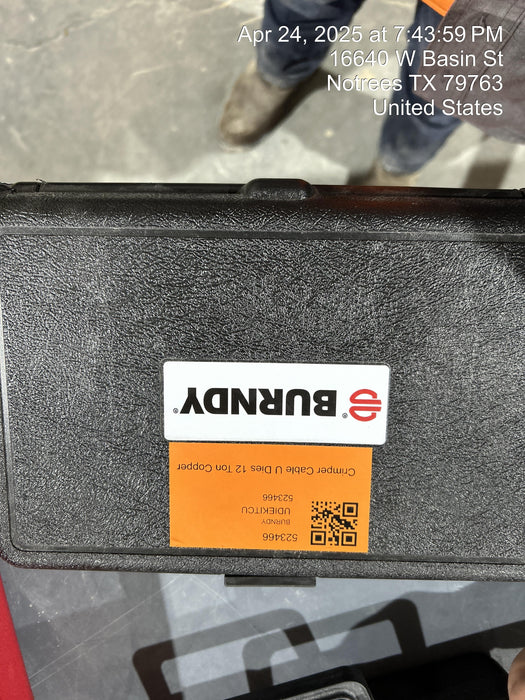 Apr 24, 2025 at 7:43:59 PM
16640 W Basin St
Notrees TX 79763
United States
BURNDY®
523466
BURNDY
UDIEKITCU
523466
Crimper Cable U Dies 12 Ton Copper